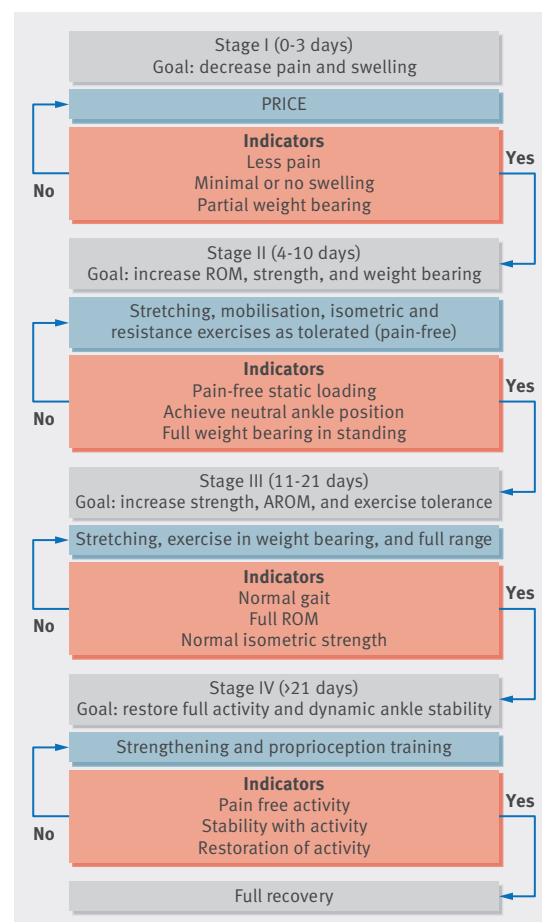 Stage I (0-3 days)
Goal: decrease pain and swelling
PRICE
Indicators
Less pain
Minimal or no swelling
Partial weight bearing
No
Yes
Stage II (4-10 days)
Goal: increase ROM, strength, and weight bearing
Stretching, mobilisation, isometric and
resistance exercises as tolerated (pain-free)
Indicators
Pain-free static loading
Achieve neutral ankle position
Full weight bearing in standing
No
Yes
Stage III (11-21 days)
Goal: increase strength, AROM, and exercise tolerance
Stretching, exercise in weight bearing, and full range
Indicators
Normal gait
Full ROM
Normal isometric strength
No
Yes
Stage IV (>21 days)
Goal: restore full activity and dynamic ankle stability
Strengthening and proprioception training
Indicators
Pain free activity
Stability with activity
Restoration of activity
No
Yes
Full recovery